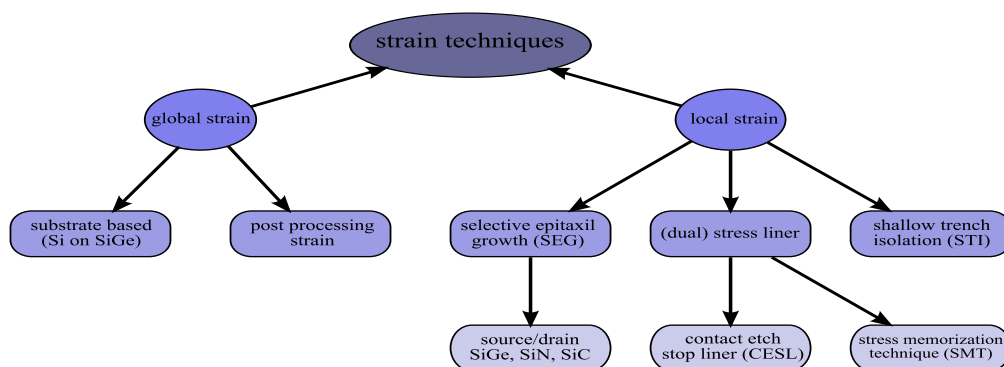 strain techniques
global strain
local strain
substrate based
(Si on SiGe)
post processing
strain
selective epitaxil
growth (SEG)
(dual) stress liner
shallow trench
isolation (STI)
source/drain
SiGe, SiN, SiC
contact etch
stop liner (CESL)
stress memorization
technique (SMT)